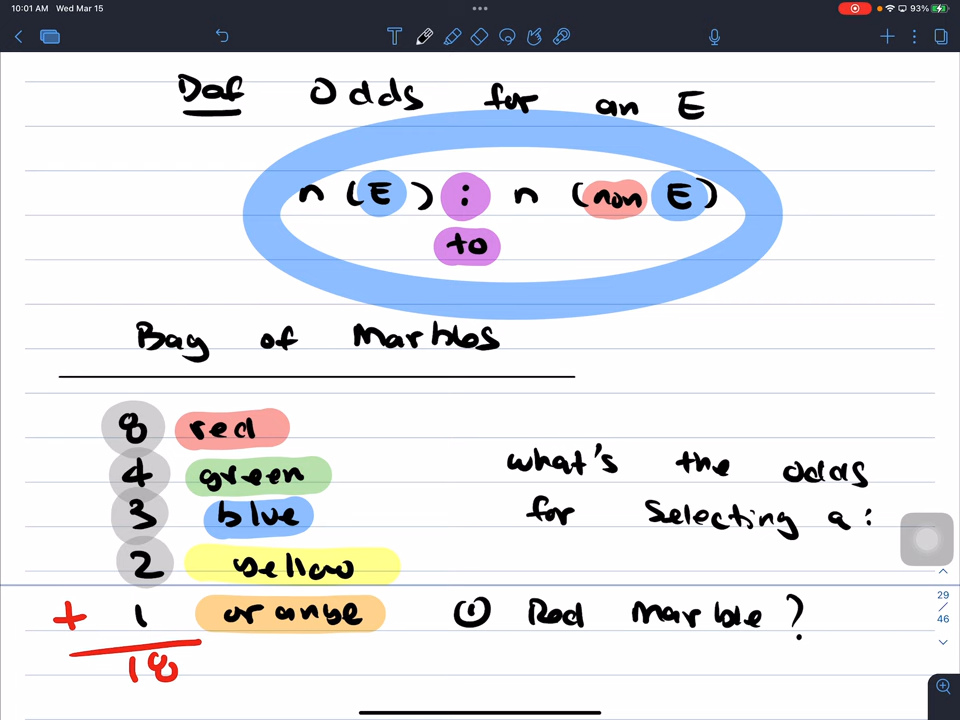 10:01 AM Wed Mar 15
93%
T
Def Odds for an E
n (E) : n (non E)
to
Bag of Marbles
8 red
4 green
3 blue
2 yellow
+ 1 orange
18
what's the odds
for selecting a :
① Red Marble?
29
/
46